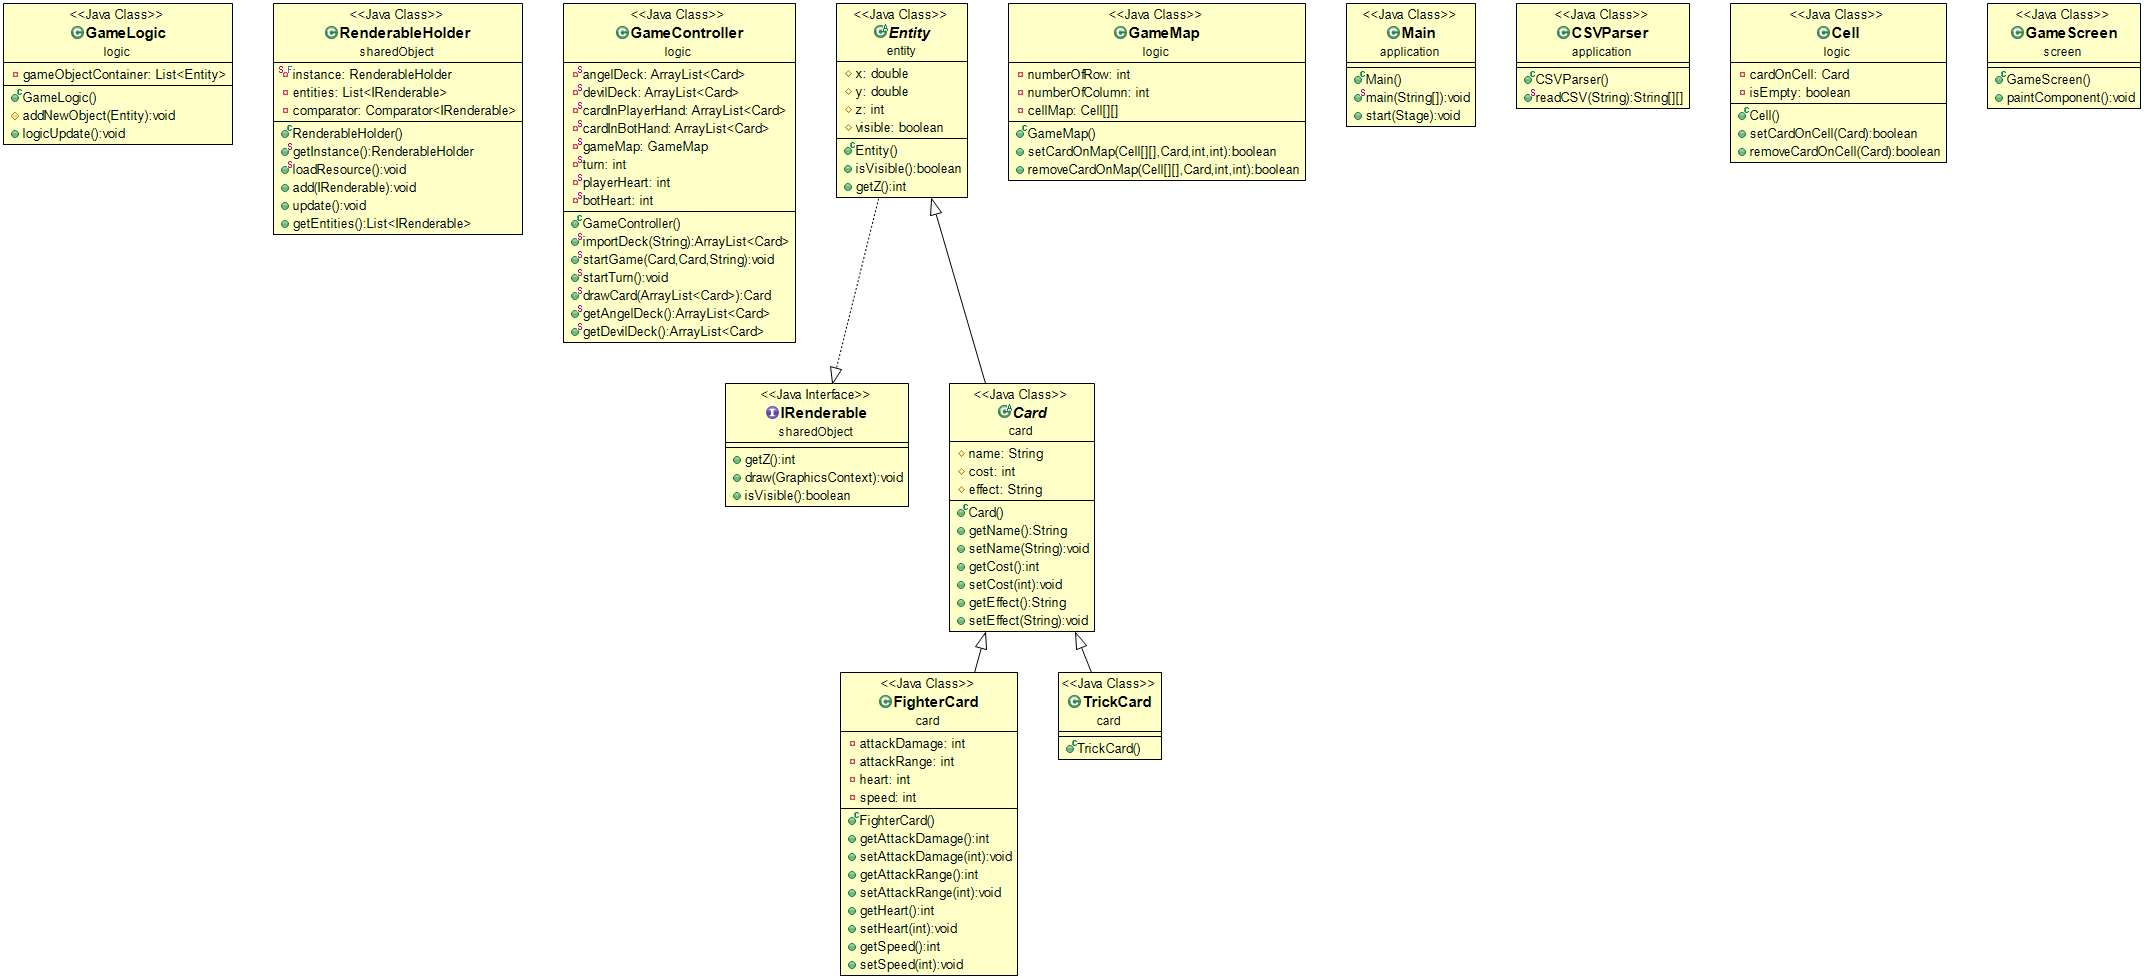 <<Java Class>>
GameLogic
logic
gameObjectContainer: List<Entity>
GameLogic()
addNewObject(Entity):void
logicUpdate():void
<<Java Class>>
RenderableHolder
sharedObject
instance: RenderableHolder
entities: List<IRenderable>
comparator: Comparator<IRenderable>
RenderableHolder()
getInstance():RenderableHolder
loadResource():void
add(IRenderable):void
update():void
getEntities():List<IRenderable>
<<Java Class>>
GameController
logic
angelDeck: ArrayList<Card>
devilDeck: ArrayList<Card>
cardInPlayerHand: ArrayList<Card>
cardInBotHand: ArrayList<Card>
gameMap: GameMap
turn: int
playerHeart: int
botHeart: int
GameController()
importDeck(String):ArrayList<Card>
startGame(Card,Card,String):void
startTurn():void
drawCard(ArrayList<Card>):Card
getAngelDeck():ArrayList<Card>
getDevilDeck():ArrayList<Card>
<<Java Class>>
Entity
entity
x: double
y: double
z: int
visible: boolean
Entity()
isVisible():boolean
getZ():int
<<Java Class>>
GameMap
logic
numberOfRow: int
numberOfColumn: int
cellMap: Cell[][]
GameMap()
setCardOnMap(Cell[][],Card,int,int):boolean
removeCardOnMap(Cell[][],Card,int,int):boolean
<<Java Class>>
Main
application
Main()
main(String[]):void
start(Stage):void
<<Java Class>>
CSVParser
application
CSVParser()
readCSV(String):String[][]
<<Java Class>>
Cell
logic
cardOnCell: Card
isEmpty: boolean
Cell()
setCardOnCell(Card):boolean
removeCardOnCell(Card):boolean
<<Java Class>>
GameScreen
screen
GameScreen()
paintComponent():void
<<Java Interface>>
IRenderable
sharedObject
getZ():int
draw(GraphicsContext):void
isVisible():boolean
<<Java Class>>
Card
card
name: String
cost: int
effect: String
Card()
getName():String
setName(String):void
getCost():int
setCost(int):void
getEffect():String
setEffect(String):void
<<Java Class>>
FighterCard
card
attackDamage: int
attackRange: int
heart: int
speed: int
FighterCard()
getAttackDamage():int
setAttackDamage(int):void
getAttackRange():int
setAttackRange(int):void
getHeart():int
setHeart(int):void
getSpeed():int
setSpeed(int):void
<<Java Class>>
TrickCard
card
TrickCard()